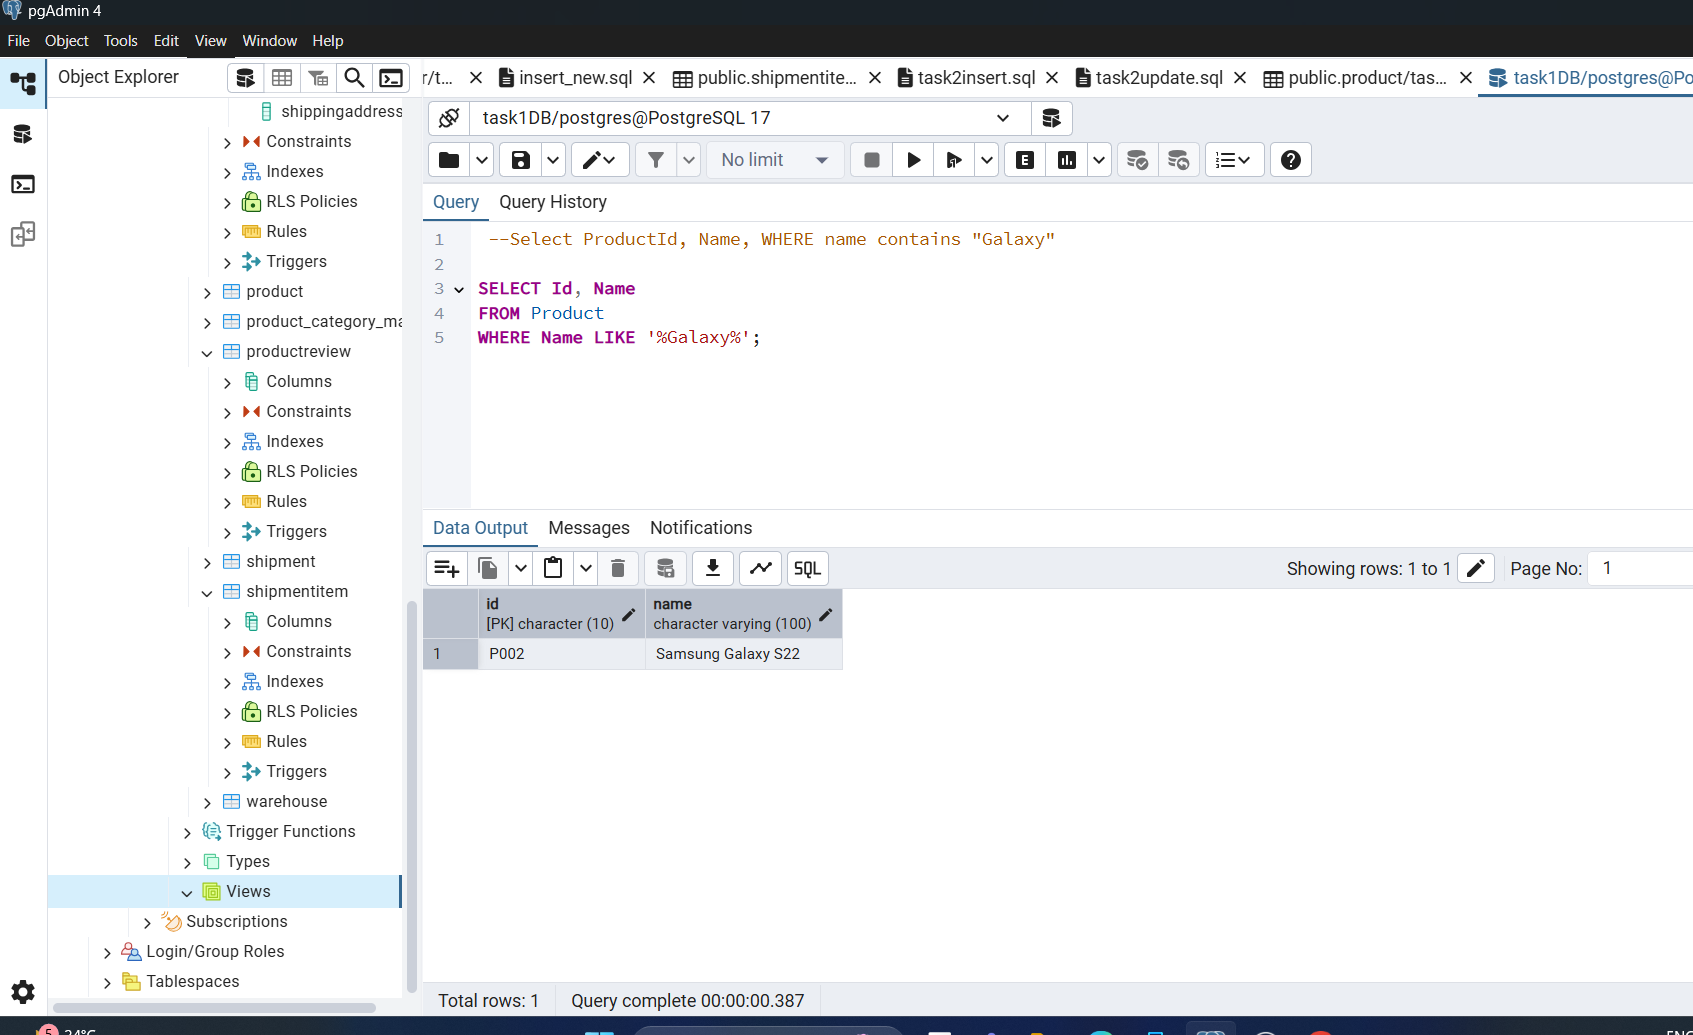 pgAdmin 4
File Object Tools Edit View Window Help
Object Explorer
r/t...
insert_new.sql
public.shipmentite...
task2insert.sql
task2update.sql
public.product/tas...
task1DB/postgres@Po
shippingaddress
Constraints
Indexes
RLS Policies
Rules
Triggers
product
product_category_ma
productreview
Columns
Constraints
Indexes
RLS Policies
Rules
Triggers
shipment
shipmentitem
Columns
Constraints
Indexes
RLS Policies
Rules
Triggers
warehouse
Trigger Functions
Types
Views
Subscriptions
Login/Group Roles
Tablespaces
task1DB/postgres@PostgreSQL 17
No limit
E
Query Query History
1 --Select ProductId, Name, WHERE name contains "Galaxy"
2
3 SELECT Id, Name
4 FROM Product
5 WHERE Name LIKE '%Galaxy%';
Data Output Messages Notifications
SQL
Showing rows: 1 to 1
Page No: 1
id
[PK] character (10)
name
character varying (100)
1 P002 Samsung Galaxy S22
Total rows: 1
Query complete 00:00:00.387
5
24°C
ENG